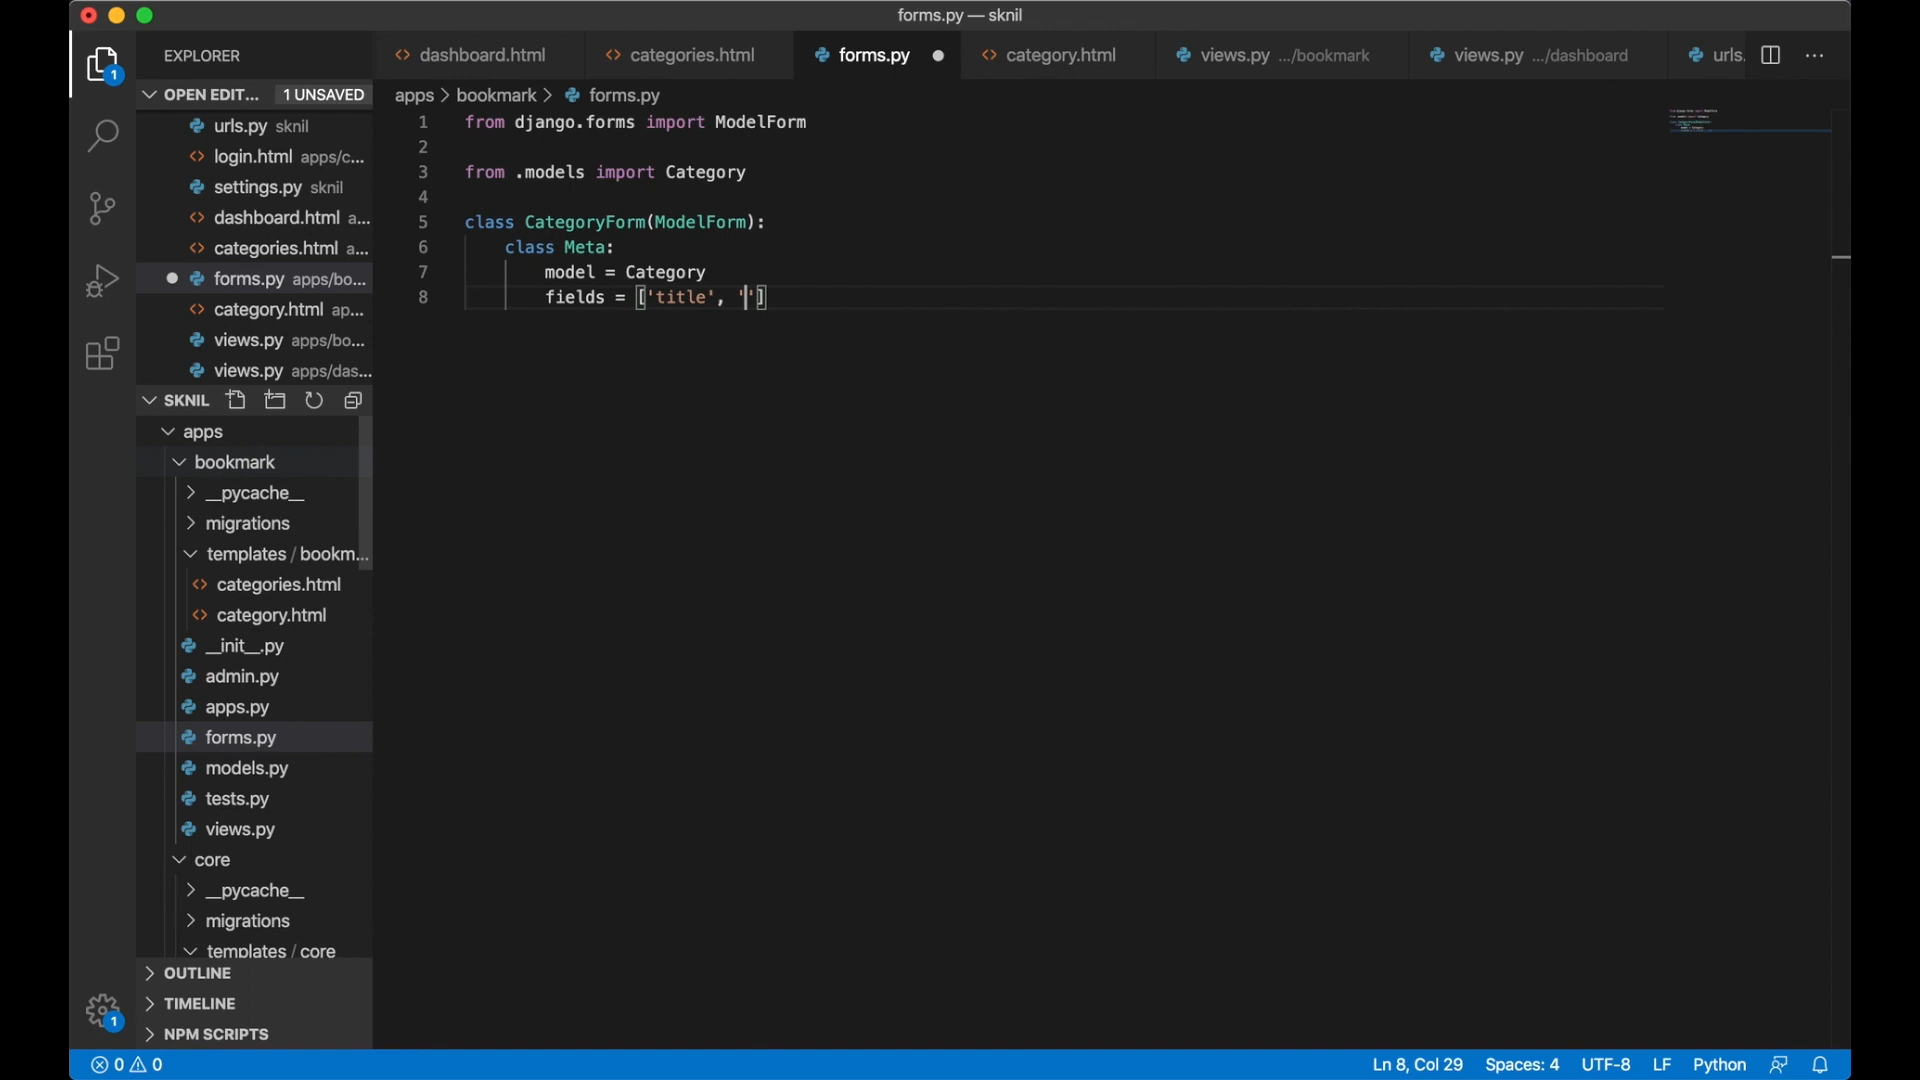 forms.py — sknil
EXPLORER
dashboard.html
categories.html
forms.py
category.html
views.py .../bookmark
views.py .../dashboard
urls.
OPEN EDIT... 1 UNSAVED
apps > bookmark > forms.py
urls.py sknil
login.html apps/c...
settings.py sknil
dashboard.html a...
categories.html a...
forms.py apps/bo...
category.html ap...
views.py apps/bo...
views.py apps/das...
1 from django.forms import ModelForm
2
3 from .models import Category
4
5 class CategoryForm(ModelForm):
6 class Meta:
7 model = Category
8 fields = ['title', '']
SKNIL
apps
bookmark
__pycache__
migrations
templates / bookm...
categories.html
category.html
__init__.py
admin.py
apps.py
forms.py
models.py
tests.py
views.py
core
__pycache__
migrations
templates / core
OUTLINE
TIMELINE
NPM SCRIPTS
1
1
0 0
Ln 8, Col 29 Spaces: 4 UTF-8 LF Python